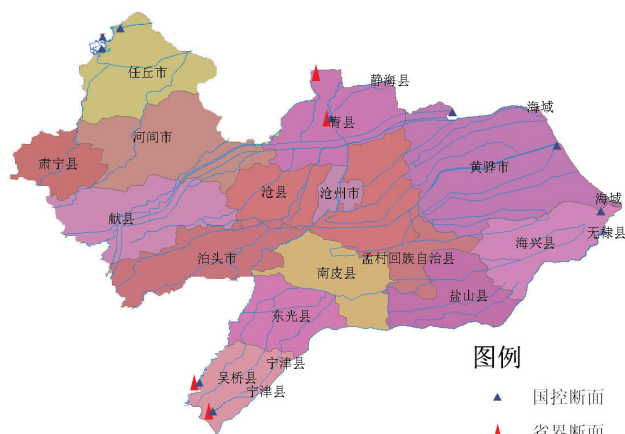 任丘市
静海县
海域
青县
河间市
肃宁县
黄骅市
沧县
沧州市
献县
海域
无棣县
海兴县
泊头市
孟村回族自治县
南皮县
盐山县
东光县
宁津县
吴桥县
宁津县
图例
国控断面
省界断面